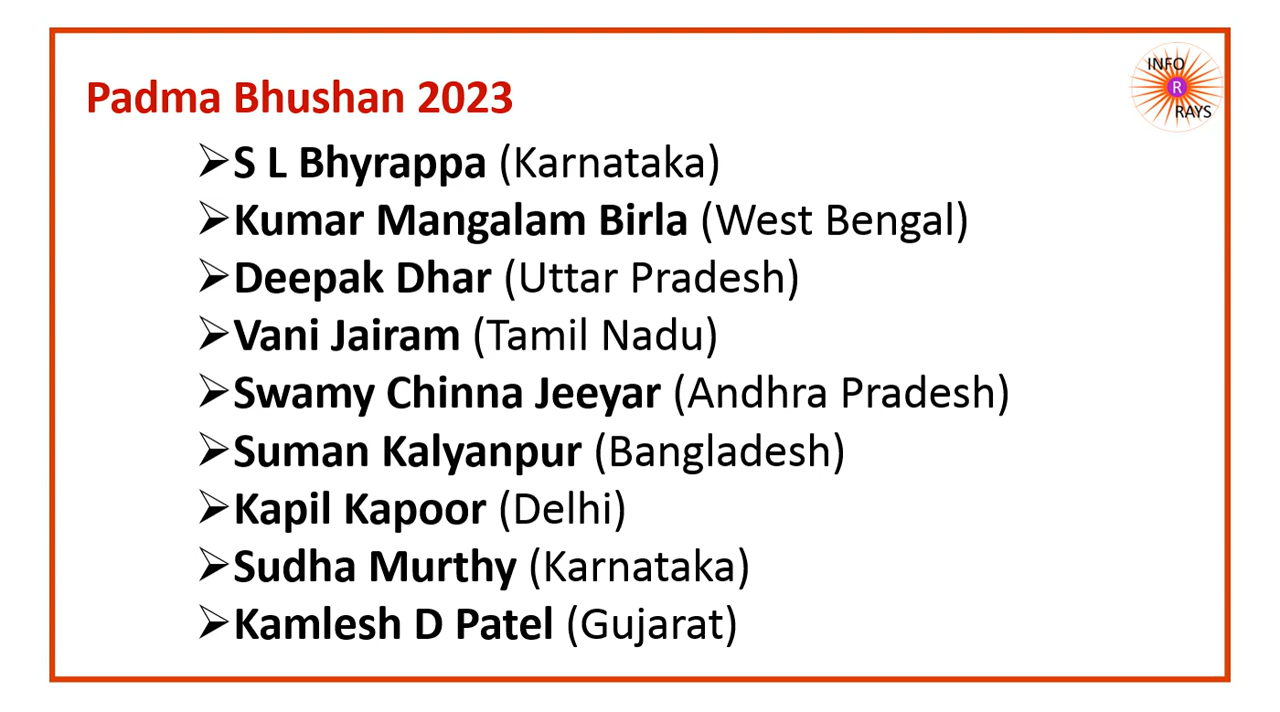 INFO
R
RAYS
Padma Bhushan 2023
➢S L Bhyrappa (Karnataka)
➢Kumar Mangalam Birla (West Bengal)
➢Deepak Dhar (Uttar Pradesh)
➢Vani Jairam (Tamil Nadu)
➢Swamy Chinna Jeeyar (Andhra Pradesh)
➢Suman Kalyanpur (Bangladesh)
➢Kapil Kapoor (Delhi)
➢Sudha Murthy (Karnataka)
➢Kamlesh D Patel (Gujarat)